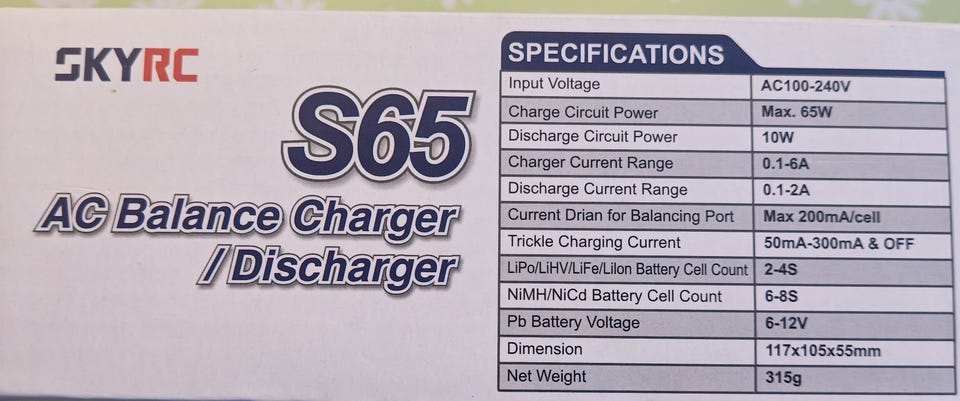 SKYRC
S65
AC Balance Charger
/ Discharger
SPECIFICATIONS
Input Voltage AC100-240V
Charge Circuit Power Max. 65W
Discharge Circuit Power 10W
Charger Current Range 0.1-6A
Discharge Current Range 0.1-2A
Current Drian for Balancing Port Max 200mA/cell
Trickle Charging Current 50mA-300mA & OFF
LiPo/LiHV/LiFe/LiIon Battery Cell Count 2-4S
NiMH/NiCd Battery Cell Count 6-8S
Pb Battery Voltage 6-12V
Dimension 117x105x55mm
Net Weight 315g